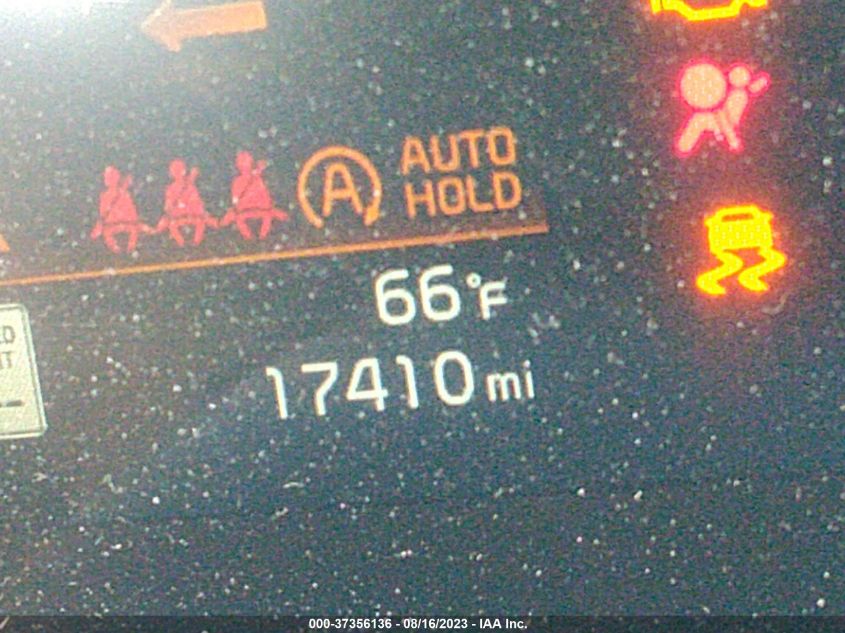 A
AUTO
HOLD
66°F
17410 mi
000-37356136 - 08/16/2023 - IAA Inc.